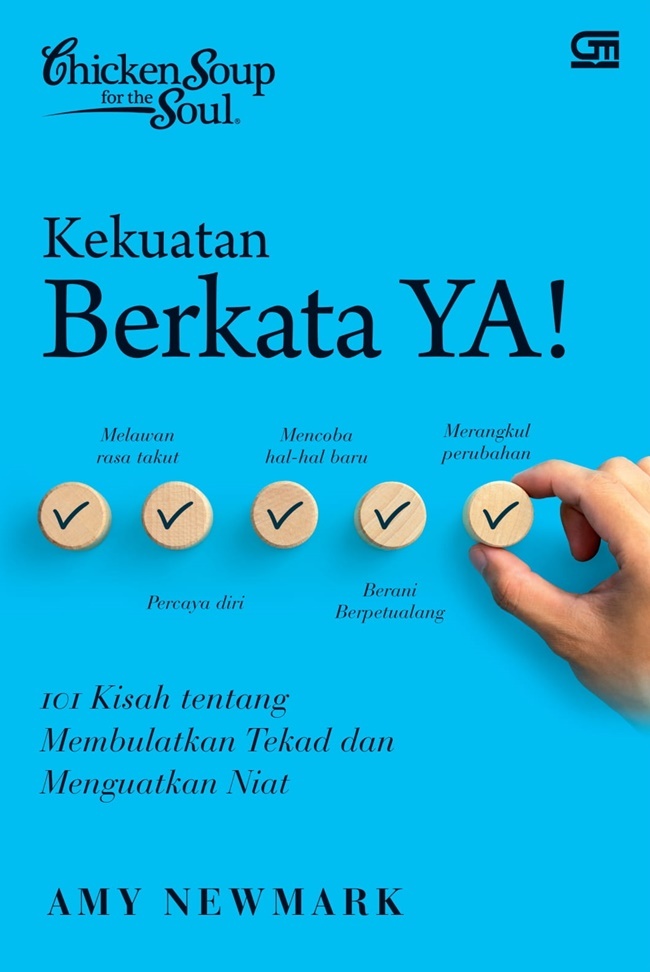 Chicken Soup
for the
Soul®
GM
Kekuatan
Berkata YA!
Melawan
rasa takut
Mencoba
hal-hal baru
Merangkul
perubahan
Percaya diri
Berani
Berpetualang
101 Kisah tentang
Membulatkan Tekad dan
Menguatkan Niat
AMY NEWMARK